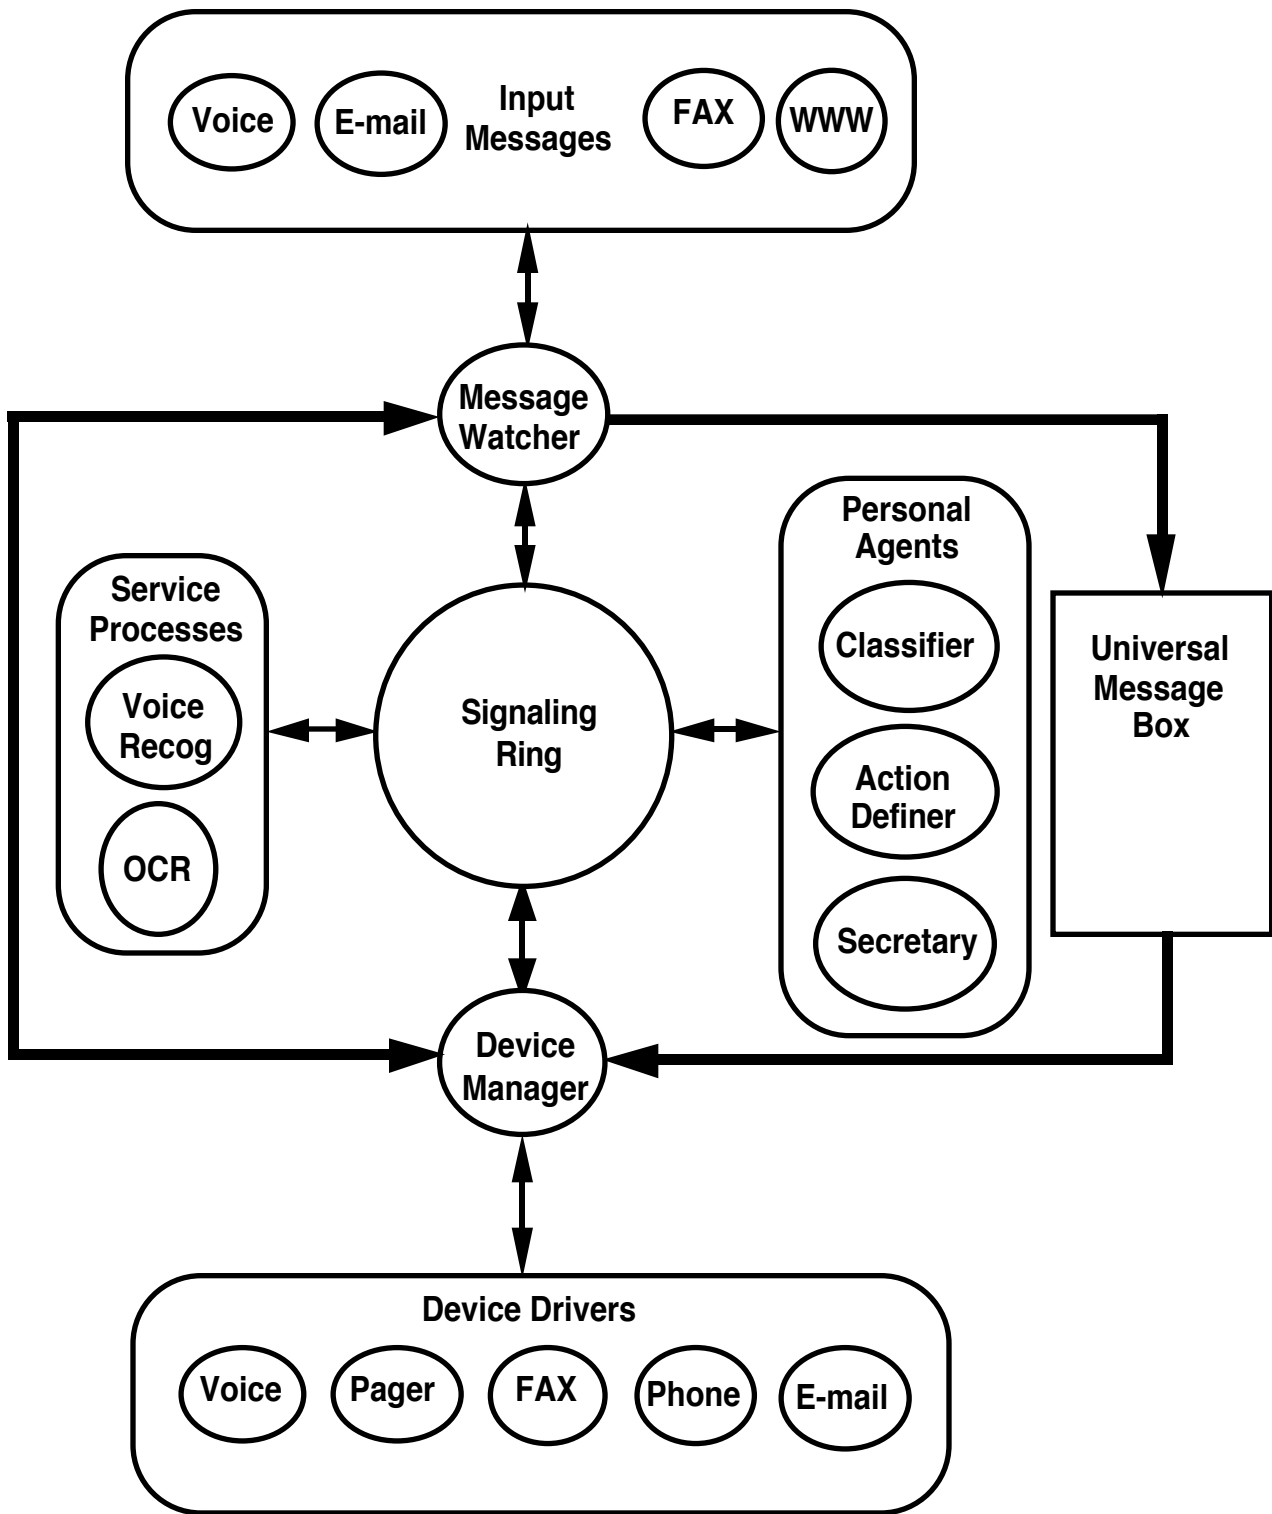 Voice
E-mail
Input
Messages
FAX
WWW
Message
Watcher
Personal
Agents
Classifier
Action
Definer
Secretary
Service
Processes
Voice
Recog
OCR
Signaling
Ring
Universal
Message
Box
Device
Manager
Device Drivers
Voice
Pager
FAX
Phone
E-mail